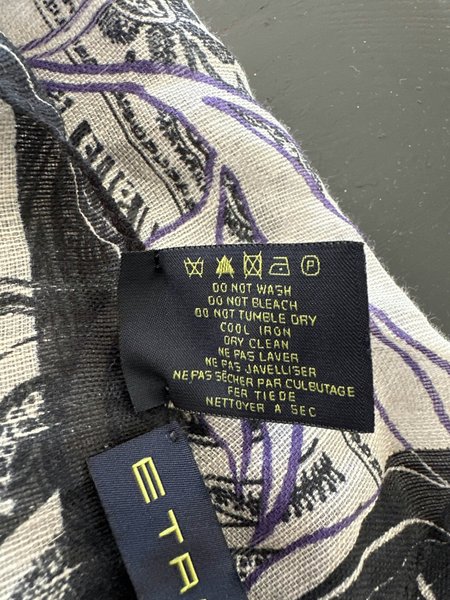 DO NOT WASH
DO NOT BLEACH
DO NOT TUMBLE DRY
COOL IRON
DRY CLEAN
NE PAS LAVER
NE PAS JAVELLISER
NE PAS SÉCHER PAR CULBUTAGE
FER TIEDE
NETTOYER A SEC
ETA